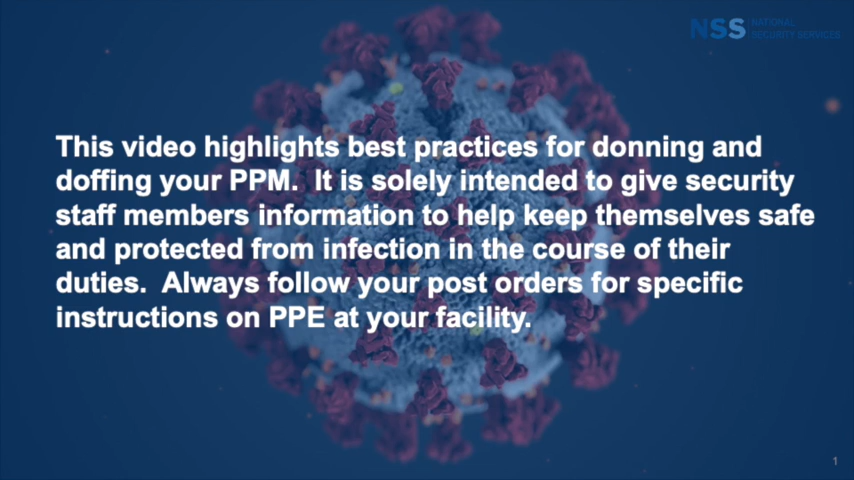 NSS NATIONAL
SECURITY SERVICES
This video highlights best practices for donning and
doffing your PPM.  It is solely intended to give security
staff members information to help keep themselves safe
and protected from infection in the course of their
duties.  Always follow your post orders for specific
instructions on PPE at your facility.
1